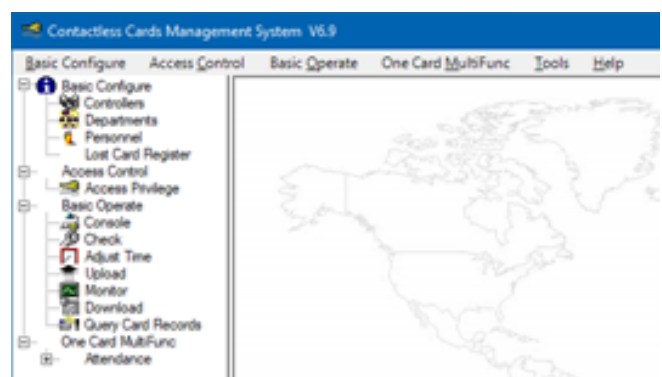 Contactless Cards Management System V6.9
Basic Configure Access Control Basic Operate One Card MultiFunc Tools Help
Basic Configure
Controllers
Departments
Personnel
Lost Card Register
Access Control
Access Privilege
Basic Operate
Console
Check
Adjust Time
Upload
Monitor
Download
Query Card Records
One Card MultiFunc
Attendance